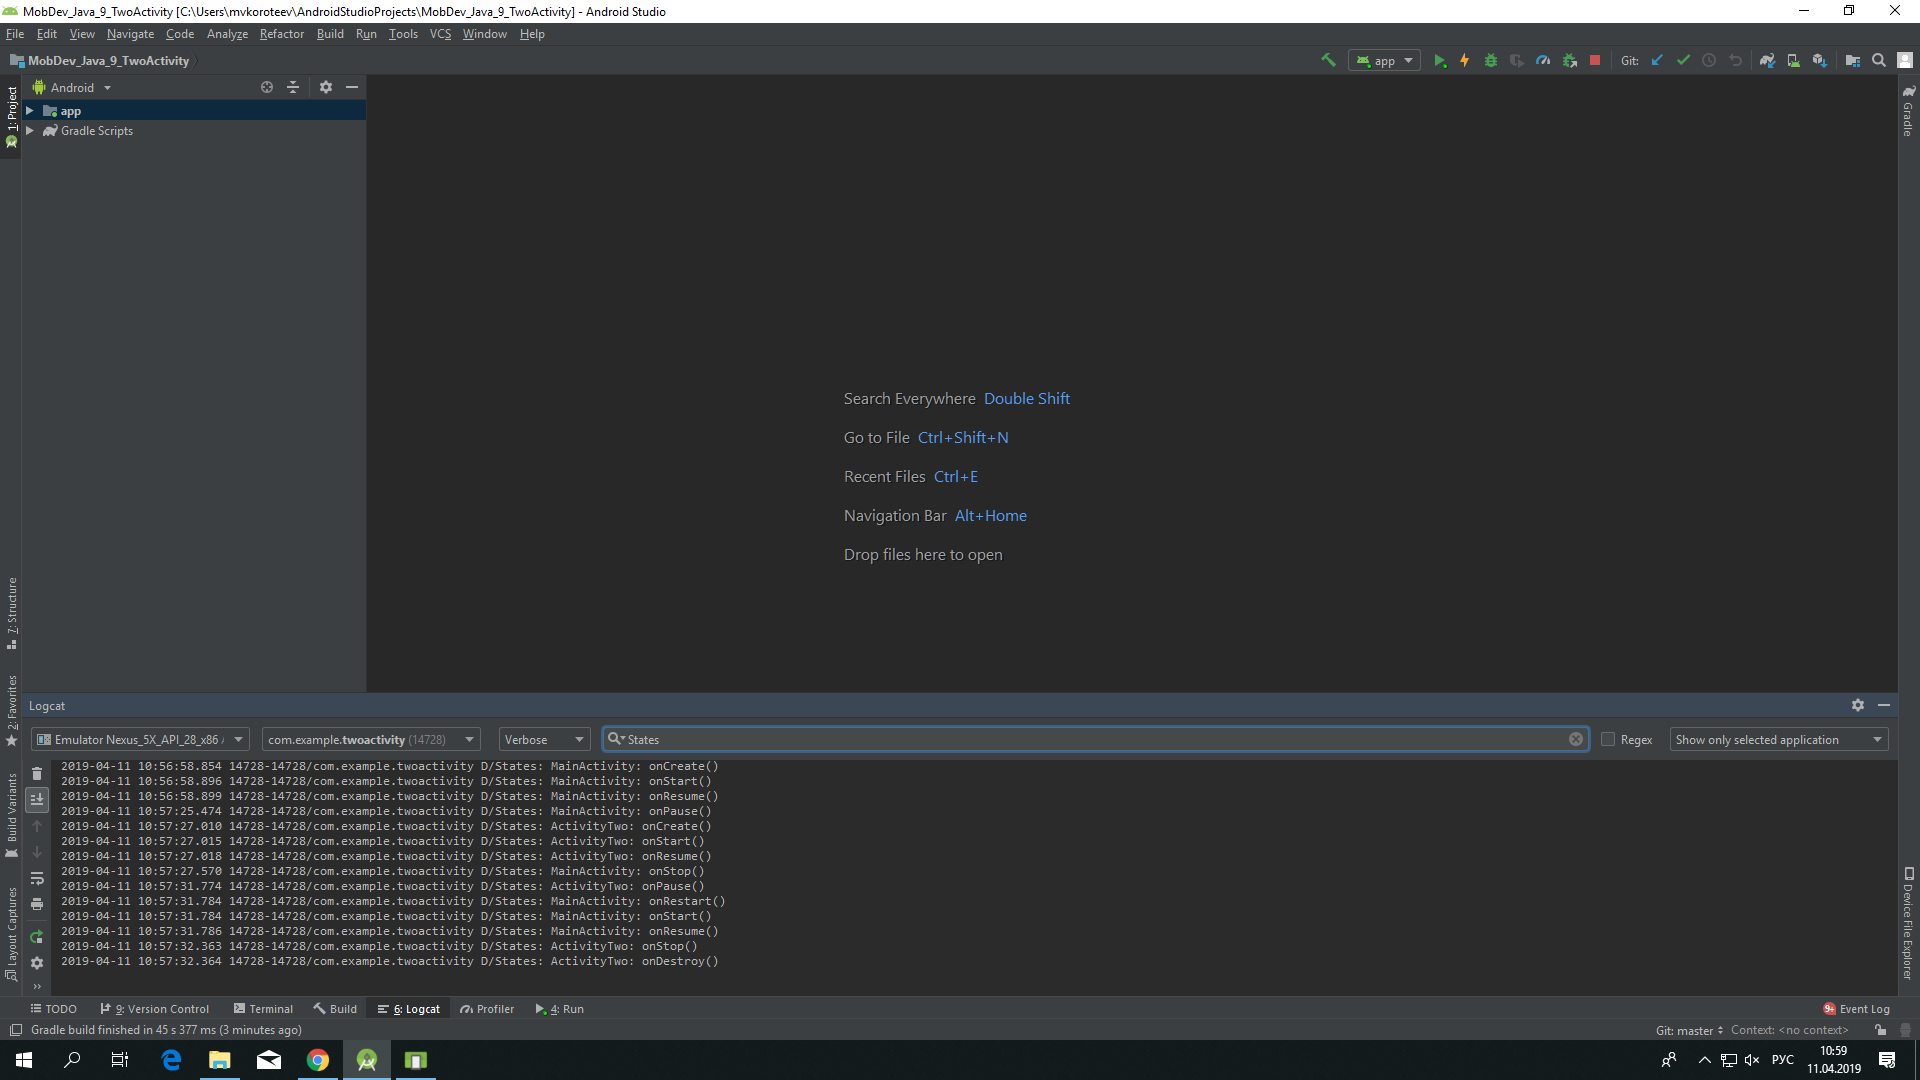 MobDev_Java_9_TwoActivity [C:\Users\mvkoroteev\AndroidStudioProjects\MobDev_Java_9_TwoActivity] - Android Studio
File Edit View Navigate Code Analyze Refactor Build Run Tools VCS Window Help
MobDev_Java_9_TwoActivity
app
Git:
1: Project
Android
app
Gradle Scripts
Gradle
Search Everywhere Double Shift
Go to File Ctrl+Shift+N
Recent Files Ctrl+E
Navigation Bar Alt+Home
Drop files here to open
7: Structure
2: Favorites
Build Variants
Layout Captures
Logcat
Emulator Nexus_5X_API_28_x86
com.example.twoactivity (14728)
Verbose
States
Regex
Show only selected application
2019-04-11 10:56:58.854 14728-14728/com.example.twoactivity D/States: MainActivity: onCreate()
2019-04-11 10:56:58.896 14728-14728/com.example.twoactivity D/States: MainActivity: onStart()
2019-04-11 10:56:58.899 14728-14728/com.example.twoactivity D/States: MainActivity: onResume()
2019-04-11 10:57:25.474 14728-14728/com.example.twoactivity D/States: MainActivity: onPause()
2019-04-11 10:57:27.010 14728-14728/com.example.twoactivity D/States: ActivityTwo: onCreate()
2019-04-11 10:57:27.015 14728-14728/com.example.twoactivity D/States: ActivityTwo: onStart()
2019-04-11 10:57:27.018 14728-14728/com.example.twoactivity D/States: ActivityTwo: onResume()
2019-04-11 10:57:27.570 14728-14728/com.example.twoactivity D/States: MainActivity: onStop()
2019-04-11 10:57:31.774 14728-14728/com.example.twoactivity D/States: ActivityTwo: onPause()
2019-04-11 10:57:31.784 14728-14728/com.example.twoactivity D/States: MainActivity: onRestart()
2019-04-11 10:57:31.784 14728-14728/com.example.twoactivity D/States: MainActivity: onStart()
2019-04-11 10:57:31.786 14728-14728/com.example.twoactivity D/States: MainActivity: onResume()
2019-04-11 10:57:32.363 14728-14728/com.example.twoactivity D/States: ActivityTwo: onStop()
2019-04-11 10:57:32.364 14728-14728/com.example.twoactivity D/States: ActivityTwo: onDestroy()
Device File Explorer
TODO 9: Version Control Terminal Build 6: Logcat Profiler 4: Run
9+ Event Log
Gradle build finished in 45 s 377 ms (3 minutes ago)
Git: master Context: <no context>
РУС
10:59
11.04.2019